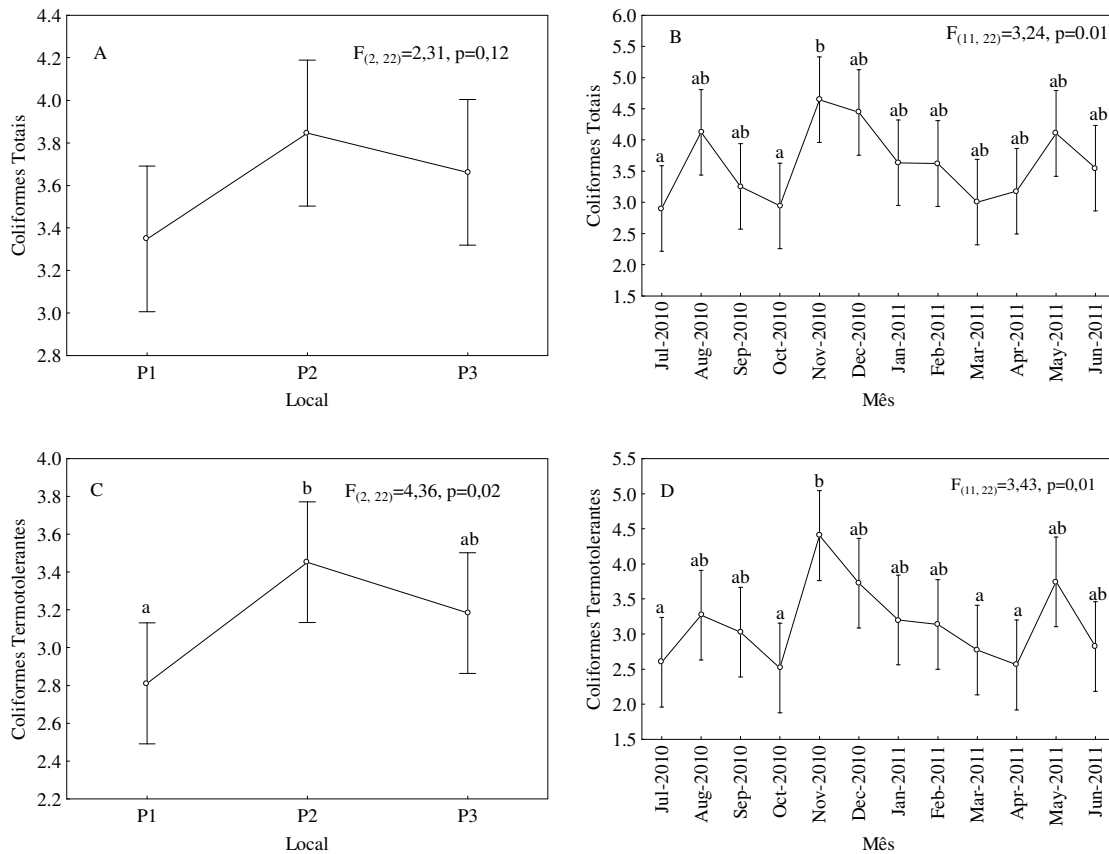 A
F(2, 22)=2,31, p=0,12
Coliformes Totais
4.4
4.2
4.0
3.8
3.6
3.4
3.2
3.0
2.8
P1 P2 P3
Local
B
F(11, 22)=3,24, p=0.01
Coliformes Totais
6.0
5.5
5.0
4.5
4.0
3.5
3.0
2.5
2.0
1.5
a ab ab a b ab ab ab ab ab ab ab
Jul-2010
Aug-2010
Sep-2010
Oct-2010
Nov-2010
Dec-2010
Jan-2011
Feb-2011
Mar-2011
Apr-2011
May-2011
Jun-2011
Mês
C
F(2, 22)=4,36, p=0,02
Coliformes Termotolerantes
4.0
3.8
3.6
3.4
3.2
3.0
2.8
2.6
2.4
2.2
a b ab
P1 P2 P3
Local
D
F(11, 22)=3,43, p=0,01
Coliformes Termotolerantes
5.5
5.0
4.5
4.0
3.5
3.0
2.5
2.0
1.5
a ab ab a b ab ab ab a a ab ab
Jul-2010
Aug-2010
Sep-2010
Oct-2010
Nov-2010
Dec-2010
Jan-2011
Feb-2011
Mar-2011
Apr-2011
May-2011
Jun-2011
Mês